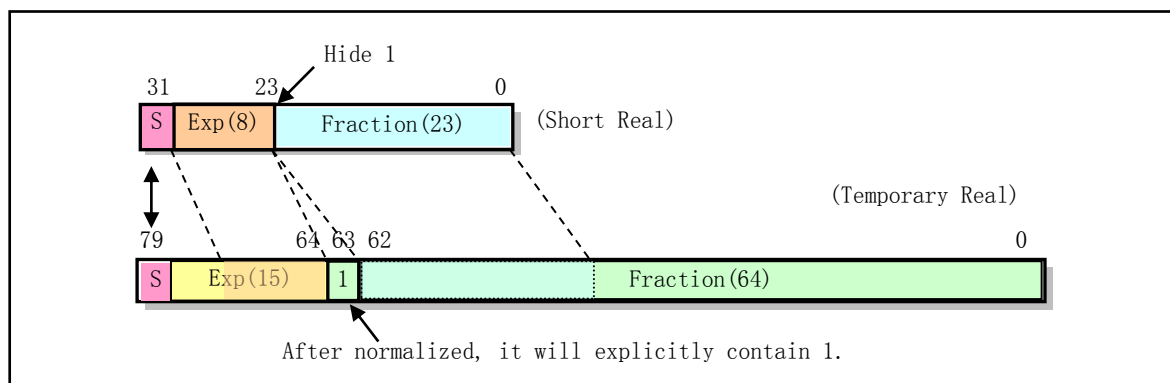 Hide 1
31 23 0
S Exp(8) Fraction(23) (Short Real)
(Temporary Real)
79 64 63 62 0
S Exp(15) 1 Fraction(64)
After normalized, it will explicitly contain 1.